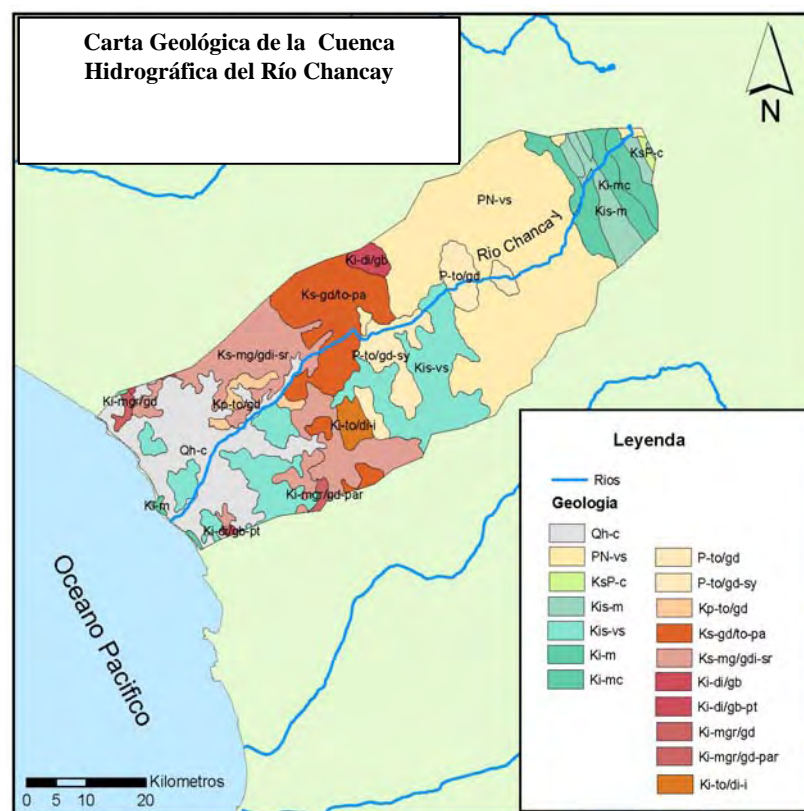 Carta Geológica de la Cuenca
Hidrográfica del Río Chancay
N
KsP-c
Ki-mc
PN-vs
Kis-m
Rio Chancay
Ki-di/gb
P-to/gd
Ks-gd/to-pa
Ks-mg/gdi-sr
P-to/gd-sy
Kis-vs
Ki-mgr/gd
Kp-to/gd
Ki-to/di-i
Qh-c
Ki-mgr/gd-par
Ki-m
Ki-di/gb-pt
Oceano Pacifico
Kilometros
0 5 10 20
Leyenda
Rios
Geologia
Qh-c
PN-vs
KsP-c
Kis-m
Kis-vs
Ki-m
Ki-mc
P-to/gd
P-to/gd-sy
Kp-to/gd
Ks-gd/to-pa
Ks-mg/gdi-sr
Ki-di/gb
Ki-di/gb-pt
Ki-mgr/gd
Ki-mgr/gd-par
Ki-to/di-i